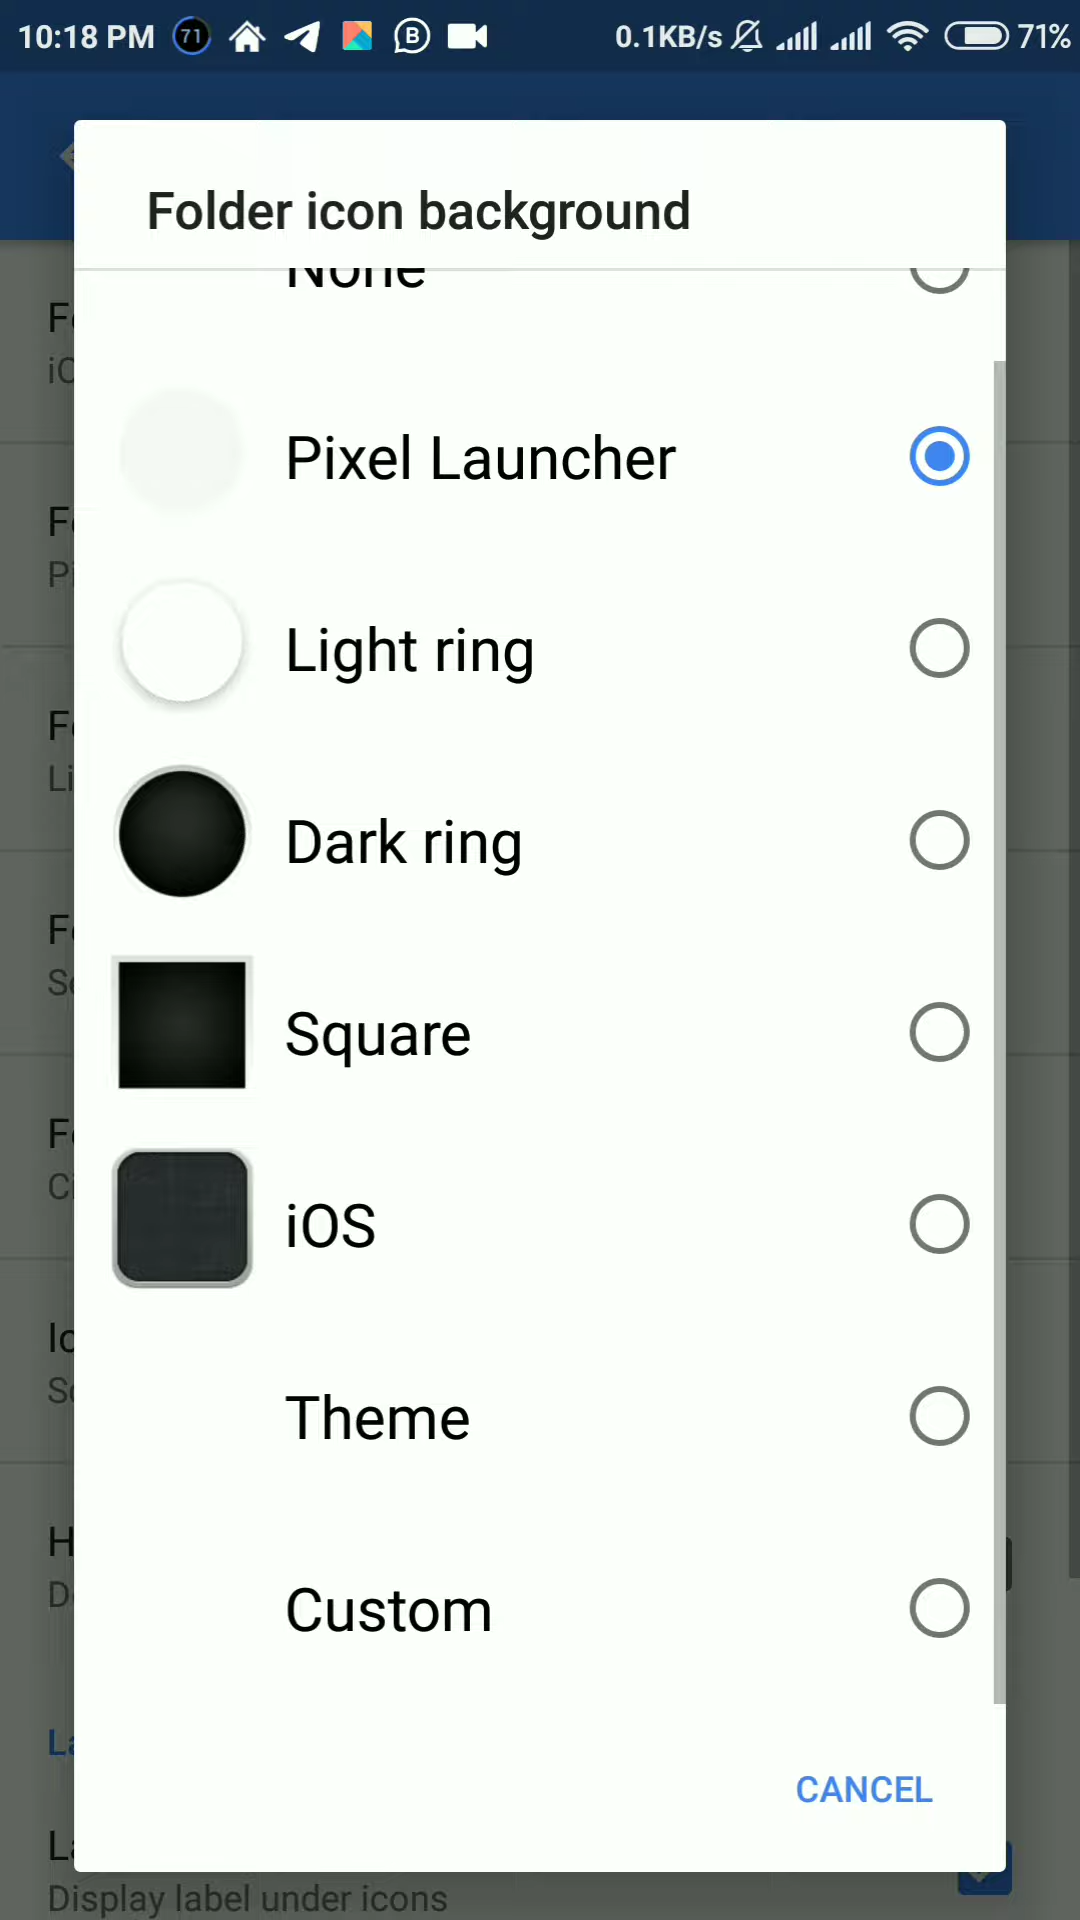 10:18 PM 71 B 0.1KB/s 71%
Folder icon background
None
Pixel Launcher
Light ring
Dark ring
Square
iOS
Theme
Custom
CANCEL
Display label under icons